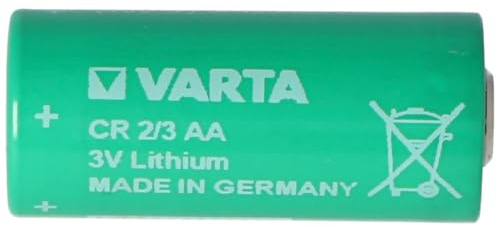 VARTA
+ CR 2/3 AA
3V Lithium
MADE IN GERMANY
+